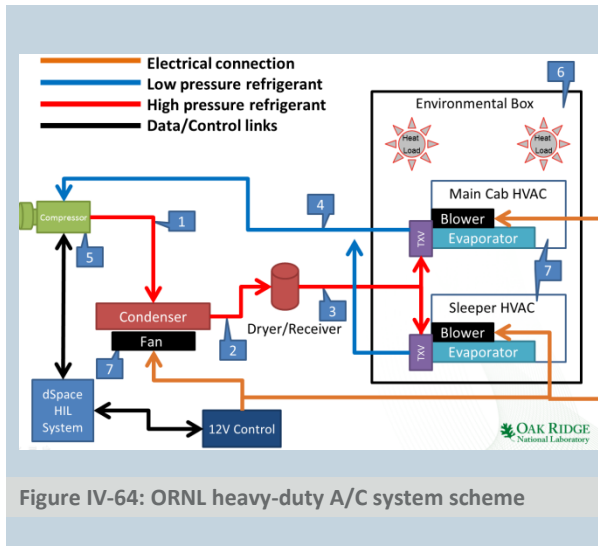 Electrical connection
Low pressure refrigerant
High pressure refrigerant
Data/Control links
6
Environmental Box
Heat Load
Heat Load
Main Cab HVAC
4
Compressor
1
Blower
TXV
Evaporator
5
7
3
Sleeper HVAC
Condenser
Dryer/Receiver
Blower
Fan
2
TXV
Evaporator
7
dSpace
HIL
System
12V Control
OAK RIDGE
National Laboratory
Figure IV-64: ORNL heavy-duty A/C system scheme